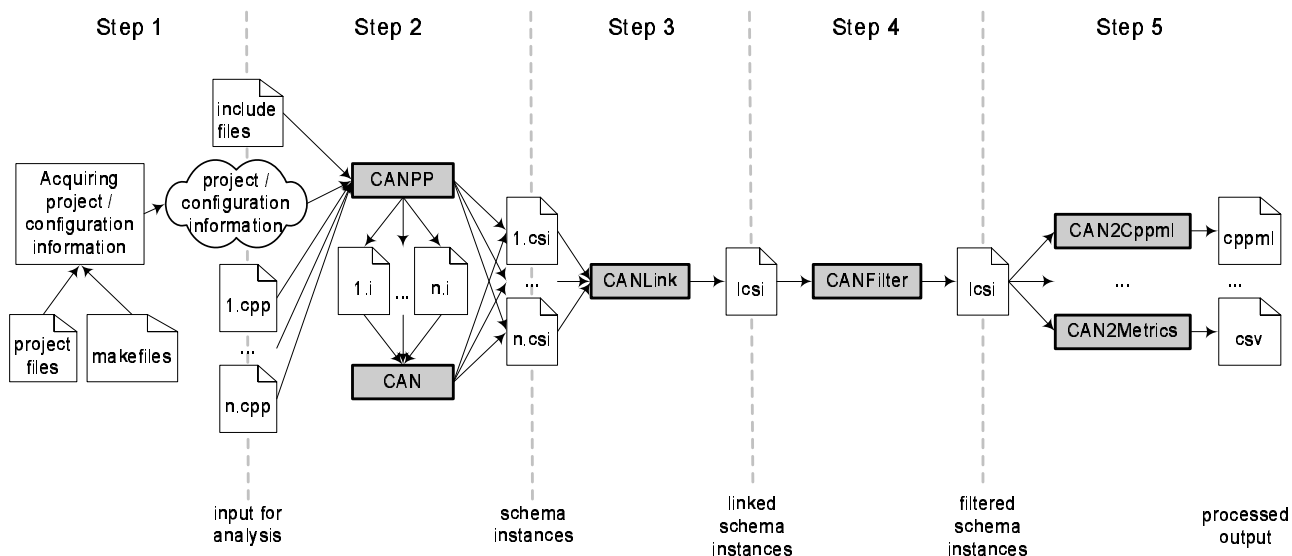 Step 1
Step 2
Step 3
Step 4
Step 5
include
files
Acquiring
project /
configuration
information
project /
configuration
information
project
files
makefiles
1.cpp
...
n.cpp
CANPP
1.i
...
n.i
CAN
1.csi
...
n.csi
CANLink
lcsi
CANFilter
lcsi
CAN2Cppml
...
CAN2Metrics
cppml
...
csv
input for
analysis
schema
instances
linked
schema
instances
filtered
schema
instances
processed
output